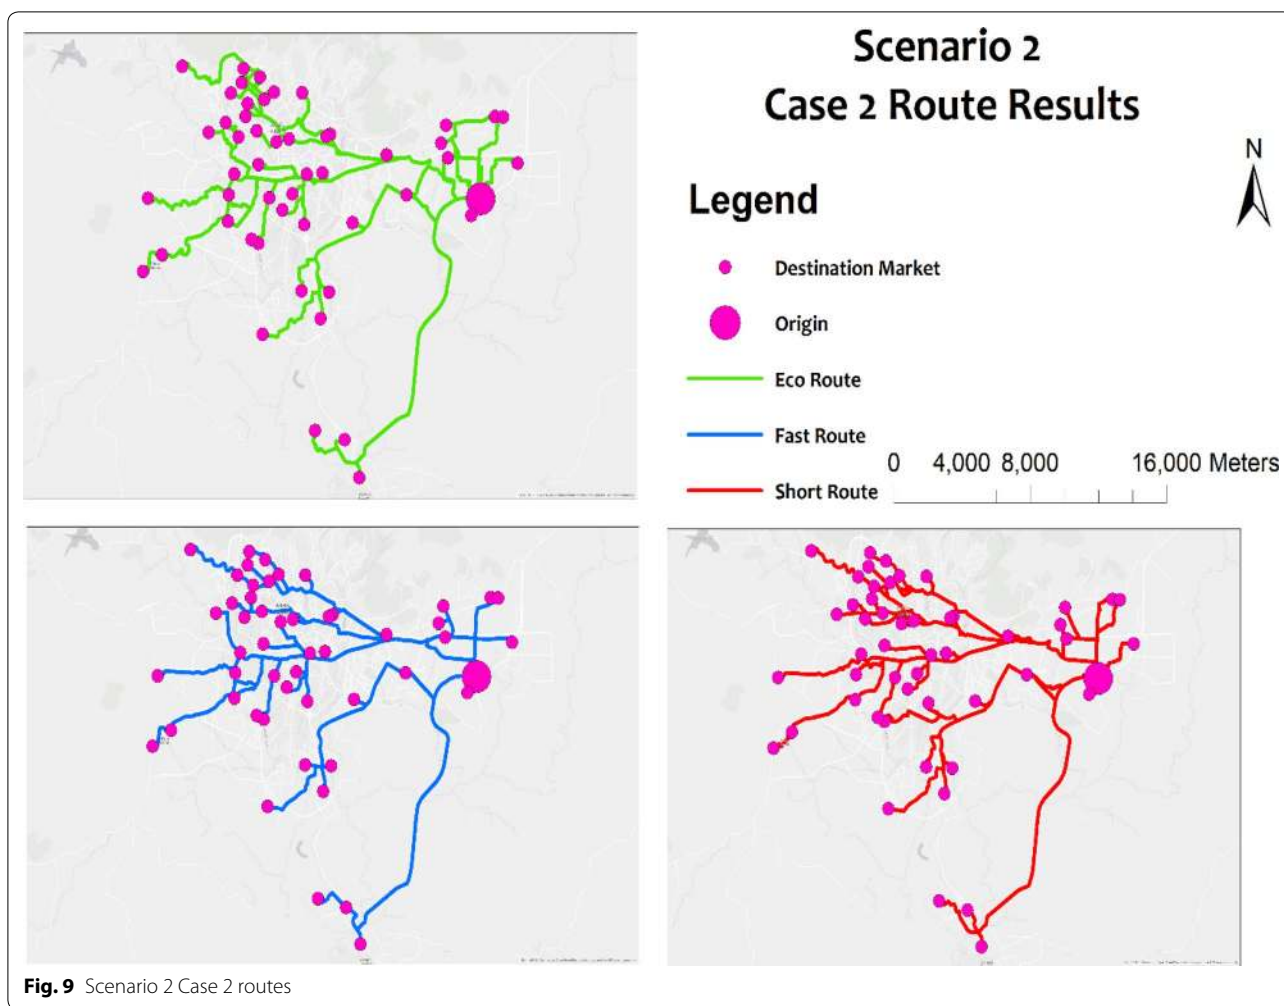 Scenario 2
Case 2 Route Results
N
Legend
Destination Market
Origin
Eco Route
Fast Route
Short Route
0 4,000 8,000 16,000 Meters
Fig. 9 Scenario 2 Case 2 routes